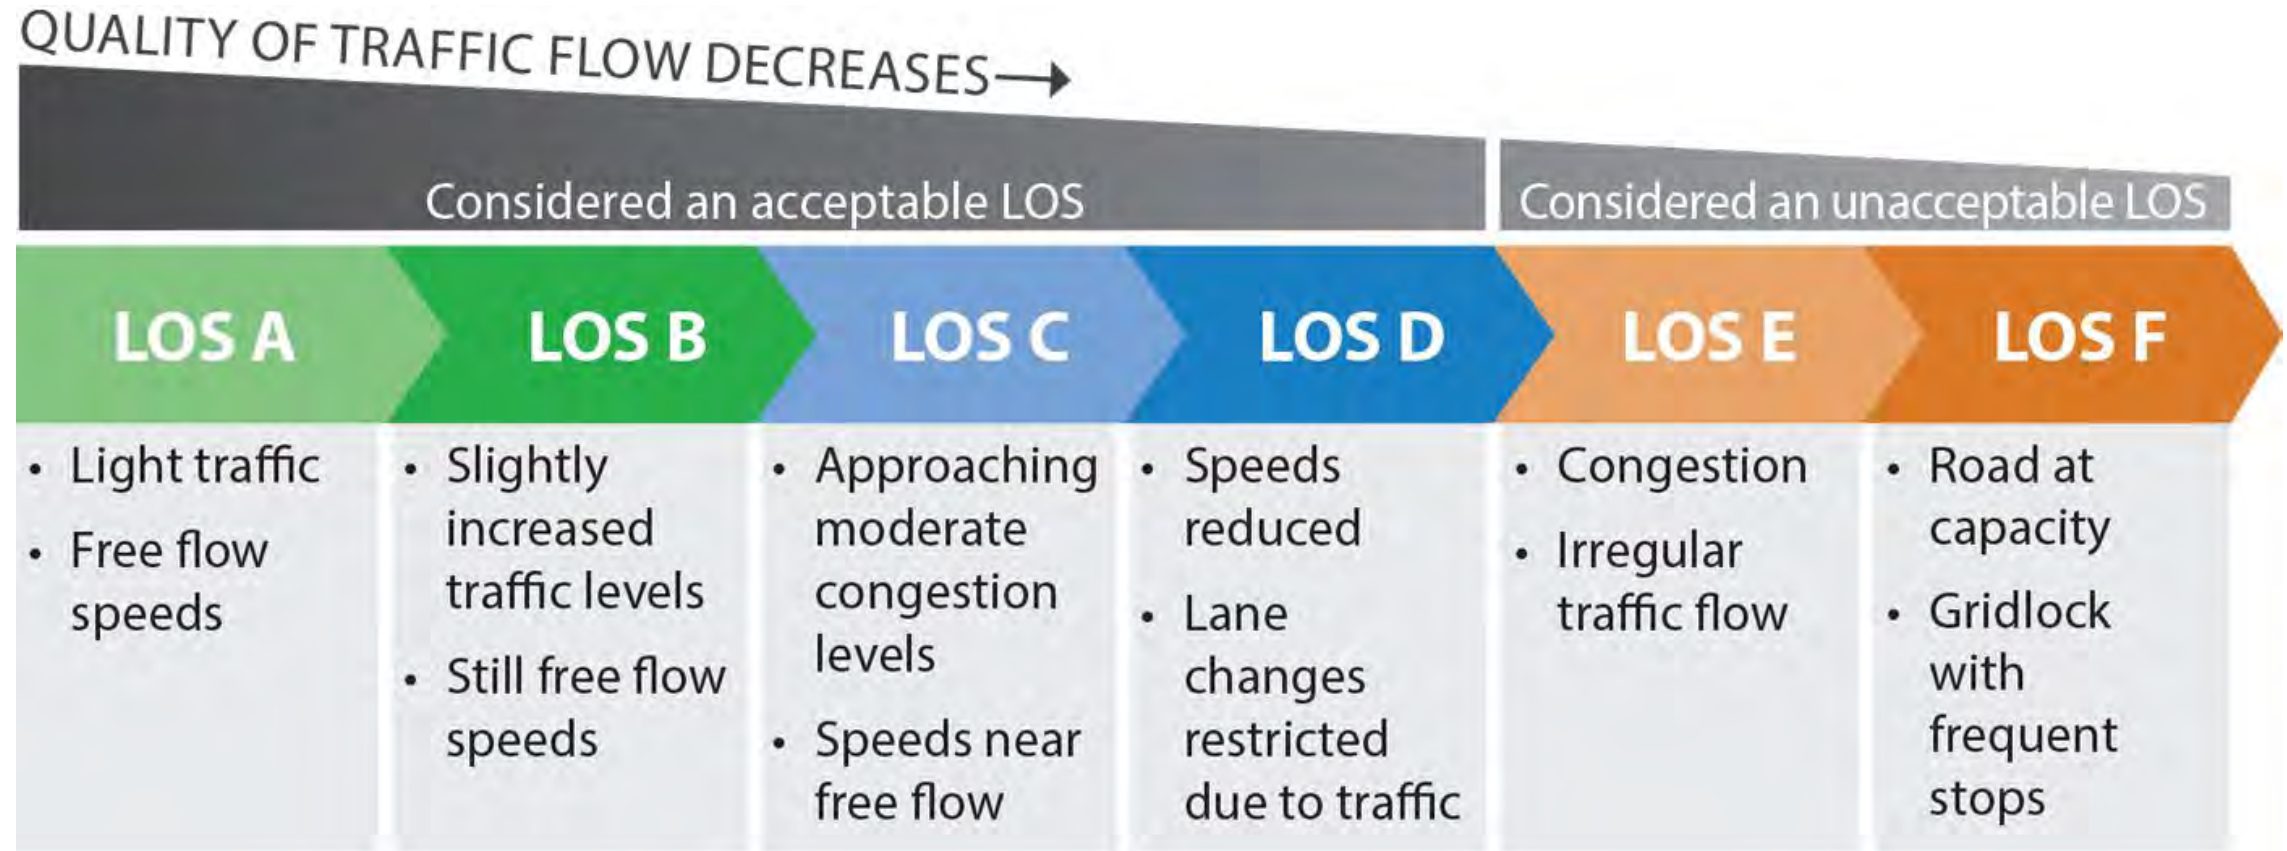 QUALITY OF TRAFFIC FLOW DECREASES
Considered an acceptable LOS
Considered an unacceptable LOS
LOS A
LOS B
LOS C
LOS D
LOS E
LOS F
• Light traffic
• Free flow
speeds
• Slightly
increased
traffic levels
• Still free flow
speeds
• Approaching
moderate
congestion
levels
• Speeds near
free flow
• Speeds
reduced
• Lane
changes
restricted
due to traffic
• Congestion
• Irregular
traffic flow
• Road at
capacity
• Gridlock
with
frequent
stops